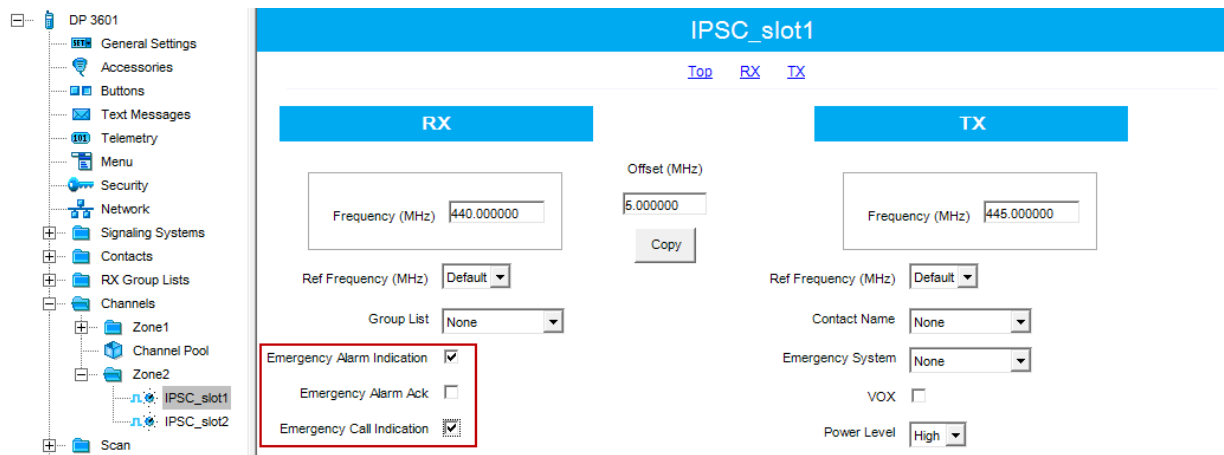 DP 3601
General Settings
Accessories
Buttons
Text Messages
Telemetry
Menu
Security
Network
Signaling Systems
Contacts
RX Group Lists
Channels
Zone1
Channel Pool
Zone2
IPSC_slot1
IPSC_slot2
Scan
IPSC_slot1
Top RX TX
RX
Frequency (MHz) 440.000000
Ref Frequency (MHz) Default
Group List None
Emergency Alarm Indication
Emergency Alarm Ack
Emergency Call Indication
Offset (MHz)
5.000000
Copy
TX
Frequency (MHz) 445.000000
Ref Frequency (MHz) Default
Contact Name None
Emergency System None
VOX
Power Level High